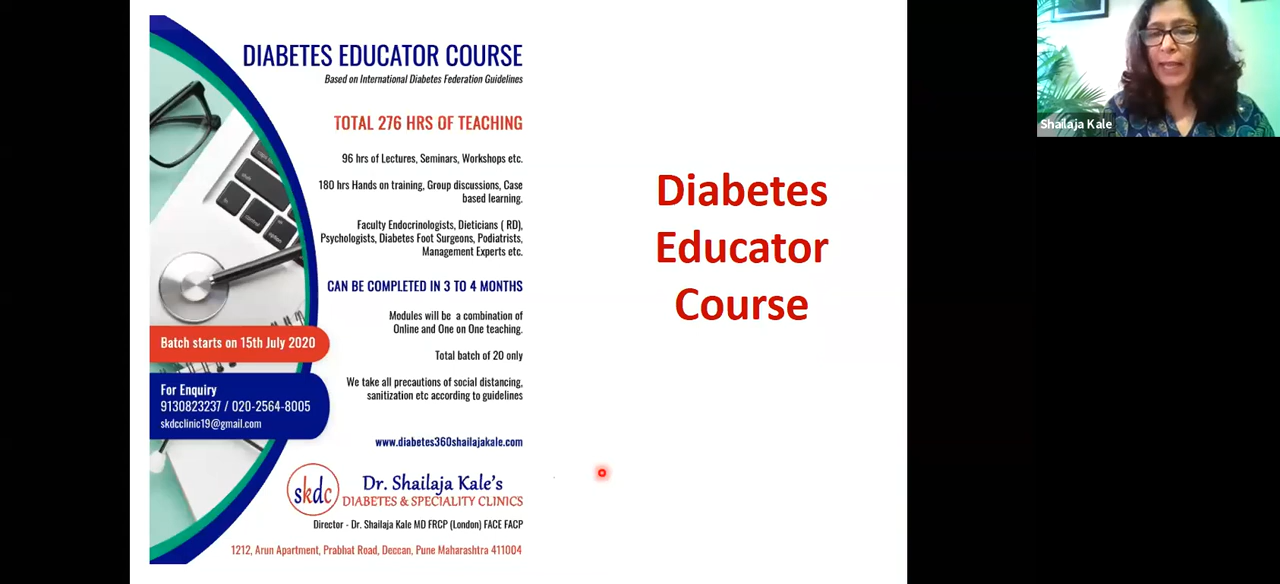 DIABETES EDUCATOR COURSE
Based on International Diabetes Federation Guidelines
TOTAL 276 HRS OF TEACHING
96 hrs of Lectures, Seminars, Workshops etc.
180 hrs Hands on training, Group discussions, Case
based learning.
Faculty Endocrinologists, Dieticians ( RD),
Psychologists, Diabetes Foot Surgeons, Podiatrists,
Management Experts etc.
CAN BE COMPLETED IN 3 TO 4 MONTHS
Modules will be a combination of
Online and One on One teaching.
Total batch of 20 only
We take all precautions of social distancing,
sanitization etc according to guidelines
Batch starts on 15th July 2020
For Enquiry
9130823237 / 020-2564-8005
skdcclinic19@gmail.com
www.diabetes360shailajakale.com
skdc
Dr. Shailaja Kale's
DIABETES & SPECIALITY CLINICS
Director - Dr. Shailaja Kale MD FRCP (London) FACE FACP
1212, Arun Apartment, Prabhat Road, Deccan, Pune Maharashtra 411004
Diabetes
Educator
Course
Shailaja Kale